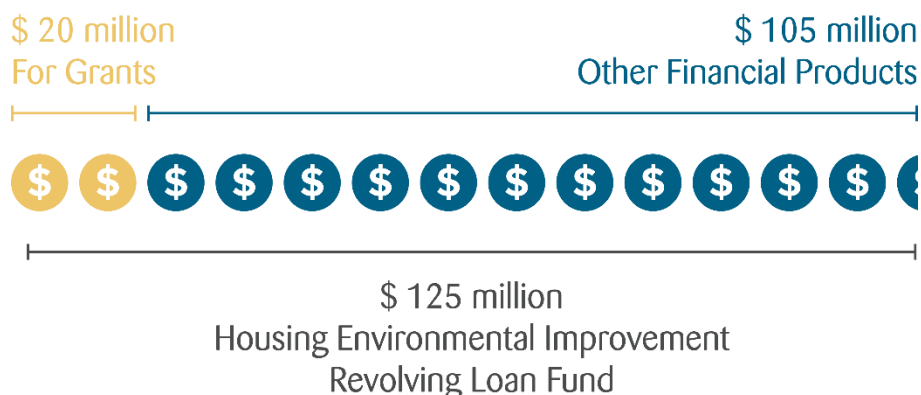 $ 20 million
For Grants
$ 105 million
Other Financial Products
$ $ $ $ $ $ $ $ $ $ $ $ $ $
$ 125 million
Housing Environmental Improvement
Revolving Loan Fund